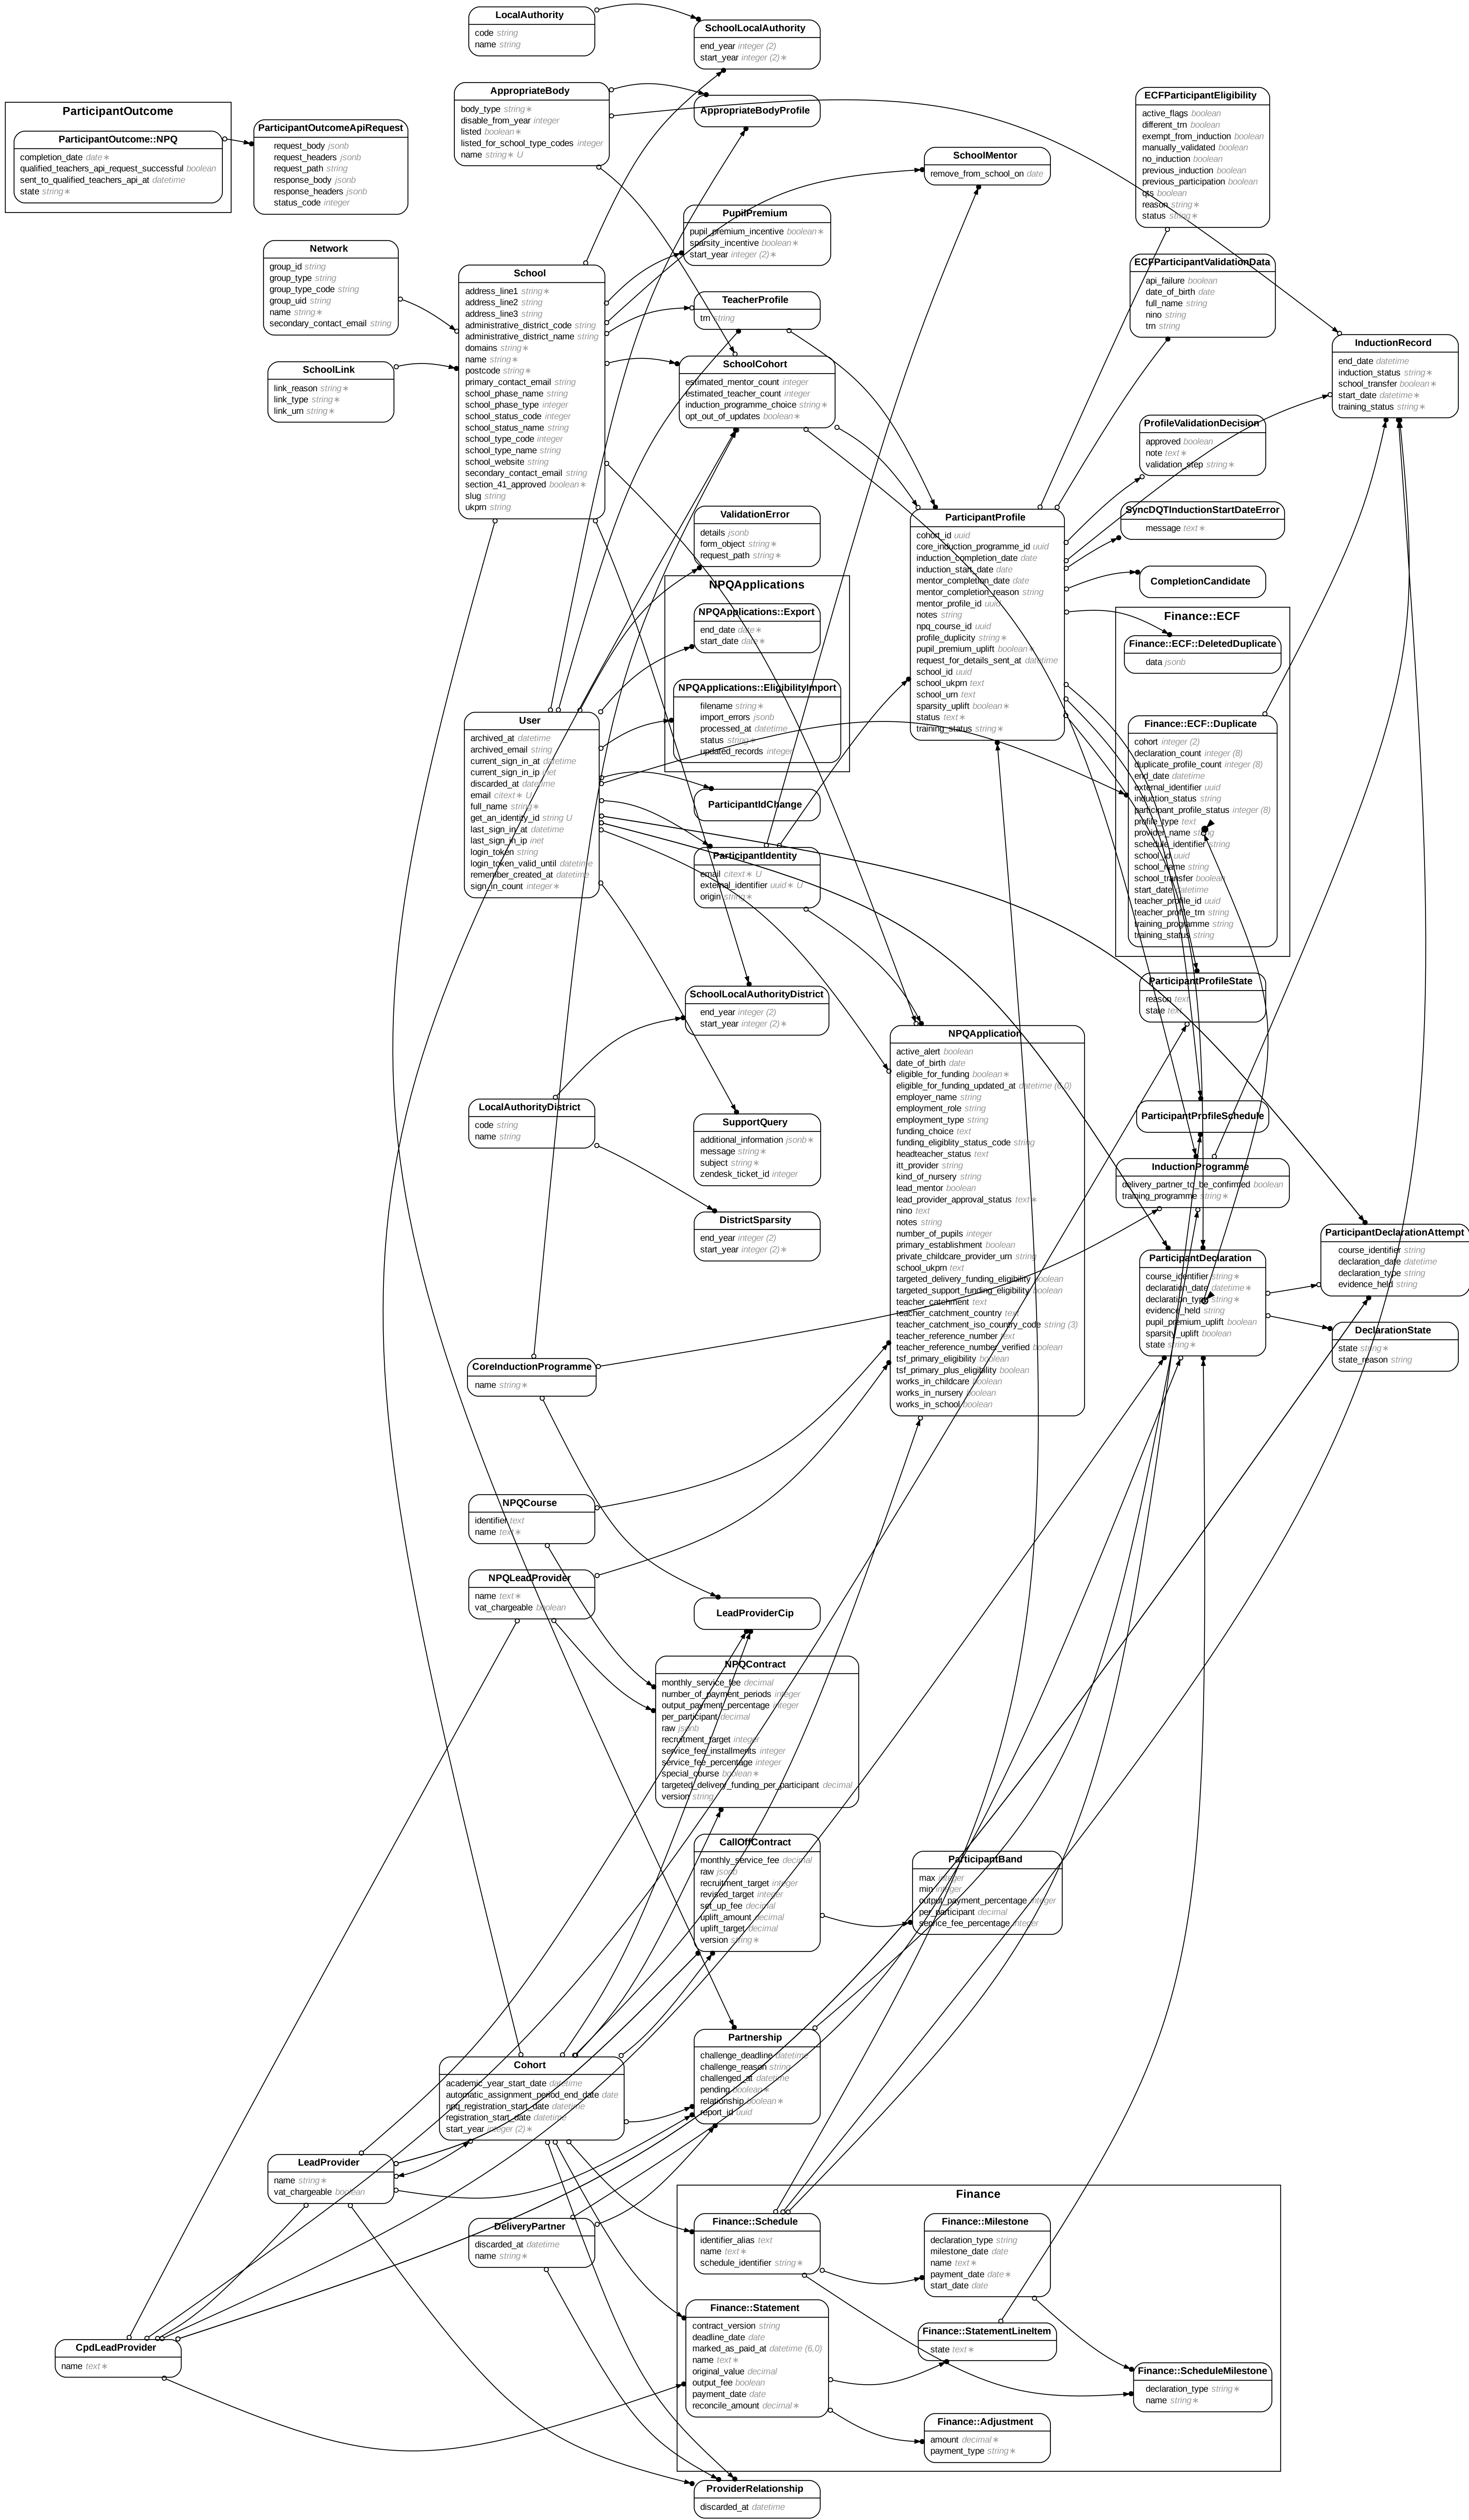 LocalAuthority
code string
name string
SchoolLocalAuthority
end_year integer (2)
start_year integer (2)∗
AppropriateBody
body_type string∗
disable_from_year integer
listed boolean∗
listed_for_school_type_codes integer
name string∗ U
AppropriateBodyProfile
ECFParticipantEligibility
active_flags boolean
different_trn boolean
exempt_from_induction boolean
manually_validated boolean
no_induction boolean
previous_induction boolean
previous_participation boolean
qts boolean
reason string∗
status string∗
ParticipantOutcome
ParticipantOutcome::NPQ
completion_date date∗
qualified_teachers_api_request_successful boolean
sent_to_qualified_teachers_api_at datetime
state string∗
ParticipantOutcomeApiRequest
request_body jsonb
request_headers jsonb
request_path string
response_body jsonb
response_headers jsonb
status_code integer
SchoolMentor
remove_from_school_on date
PupilPremium
pupil_premium_incentive boolean∗
sparsity_incentive boolean∗
start_year integer (2)∗
Network
group_id string
group_type string
group_type_code string
group_uid string
name string∗
secondary_contact_email string
School
address_line1 string∗
address_line2 string
address_line3 string
administrative_district_code string
administrative_district_name string
domains string∗
name string∗
postcode string∗
primary_contact_email string
school_phase_name string
school_phase_type integer
school_status_code integer
school_status_name string
school_type_code integer
school_type_name string
school_website string
secondary_contact_email string
section_41_approved boolean∗
slug string
ukprn string
ECFParticipantValidationData
api_failure boolean
date_of_birth date
full_name string
nino string
trn string
TeacherProfile
trn string
InductionRecord
end_date datetime
induction_status string∗
school_transfer boolean∗
start_date datetime∗
training_status string∗
SchoolLink
link_reason string∗
link_type string∗
link_urn string∗
SchoolCohort
estimated_mentor_count integer
estimated_teacher_count integer
induction_programme_choice string∗
opt_out_of_updates boolean∗
ProfileValidationDecision
approved boolean
note text∗
validation_step string∗
ValidationError
details jsonb
form_object string∗
request_path string∗
ParticipantProfile
cohort_id uuid
core_induction_programme_id uuid
induction_completion_date date
induction_start_date date
mentor_completion_date date
mentor_completion_reason string
mentor_profile_id uuid
notes string
npq_course_id uuid
profile_duplicity string∗
pupil_premium_uplift boolean∗
request_for_details_sent_at datetime
school_id uuid
school_ukprn text
school_urn text
sparsity_uplift boolean∗
status text∗
training_status string∗
SyncDQTInductionStartDateError
message text∗
CompletionCandidate
NPQApplications
NPQApplications::Export
end_date date∗
start_date date∗
NPQApplications::EligibilityImport
filename string∗
import_errors jsonb
processed_at datetime
status string∗
updated_records integer
Finance::ECF
Finance::ECF::DeletedDuplicate
data jsonb
Finance::ECF::Duplicate
cohort integer (2)
declaration_count integer (8)
duplicate_profile_count integer (8)
end_date datetime
external_identifier uuid
induction_status string
participant_profile_status integer (8)
profile_type text
provider_name string
schedule_identifier string
school_id uuid
school_name string
school_transfer boolean
start_date datetime
teacher_profile_id uuid
teacher_profile_trn string
training_programme string
training_status string
User
archived_at datetime
archived_email string
current_sign_in_at datetime
current_sign_in_ip inet
discarded_at datetime
email citext∗ U
full_name string∗
get_an_identity_id string U
last_sign_in_at datetime
last_sign_in_ip inet
login_token string
login_token_valid_until datetime
remember_created_at datetime
sign_in_count integer∗
ParticipantIdChange
ParticipantIdentity
email citext∗ U
external_identifier uuid∗ U
origin string∗
ParticipantProfileState
reason text
state text
SchoolLocalAuthorityDistrict
end_year integer (2)
start_year integer (2)∗
NPQApplication
active_alert boolean
date_of_birth date
eligible_for_funding boolean∗
eligible_for_funding_updated_at datetime (6,0)
employer_name string
employment_role string
employment_type string
funding_choice text
funding_eligiblity_status_code string
headteacher_status text
itt_provider string
kind_of_nursery string
lead_mentor boolean
lead_provider_approval_status text∗
nino text
notes string
number_of_pupils integer
primary_establishment boolean
private_childcare_provider_urn string
school_ukprn text
targeted_delivery_funding_eligibility boolean
targeted_support_funding_eligibility boolean
teacher_catchment text
teacher_catchment_country text
teacher_catchment_iso_country_code string (3)
teacher_reference_number text
teacher_reference_number_verified boolean
tsf_primary_eligibility boolean
tsf_primary_plus_eligibility boolean
works_in_childcare boolean
works_in_nursery boolean
works_in_school boolean
LocalAuthorityDistrict
code string
name string
SupportQuery
additional_information jsonb∗
message string∗
subject string∗
zendesk_ticket_id integer
ParticipantProfileSchedule
InductionProgramme
delivery_partner_to_be_confirmed boolean
training_programme string∗
DistrictSparsity
end_year integer (2)
start_year integer (2)∗
ParticipantDeclaration
course_identifier string∗
declaration_date datetime∗
declaration_type string∗
evidence_held string
pupil_premium_uplift boolean
sparsity_uplift boolean
state string∗
ParticipantDeclarationAttempt
course_identifier string
declaration_date datetime
declaration_type string
evidence_held string
DeclarationState
state string∗
state_reason string
CoreInductionProgramme
name string∗
NPQCourse
identifier text
name text∗
NPQLeadProvider
name text∗
vat_chargeable boolean
LeadProviderCip
NPQContract
monthly_service_fee decimal
number_of_payment_periods integer
output_payment_percentage integer
per_participant decimal
raw jsonb
recruitment_target integer
service_fee_installments integer
service_fee_percentage integer
special_course boolean∗
targeted_delivery_funding_per_participant decimal
version string
CallOffContract
monthly_service_fee decimal
raw jsonb
recruitment_target integer
revised_target integer
set_up_fee decimal
uplift_amount decimal
uplift_target decimal
version string∗
ParticipantBand
max integer
min integer
output_payment_percentage integer
per_participant decimal
service_fee_percentage integer
Partnership
challenge_deadline datetime
challenge_reason string
challenged_at datetime
pending boolean∗
relationship boolean∗
report_id uuid
Cohort
academic_year_start_date datetime
automatic_assignment_period_end_date date
npq_registration_start_date datetime
registration_start_date datetime
start_year integer (2)∗
LeadProvider
name string∗
vat_chargeable boolean
DeliveryPartner
discarded_at datetime
name string∗
Finance
Finance::Schedule
identifier_alias text
name text∗
schedule_identifier string∗
Finance::Milestone
declaration_type string
milestone_date date
name text∗
payment_date date∗
start_date date
Finance::Statement
contract_version string
deadline_date date
marked_as_paid_at datetime (6,0)
name text∗
original_value decimal
output_fee boolean
payment_date date
reconcile_amount decimal∗
Finance::StatementLineItem
state text∗
Finance::ScheduleMilestone
declaration_type string∗
name string∗
Finance::Adjustment
amount decimal∗
payment_type string∗
CpdLeadProvider
name text∗
ProviderRelationship
discarded_at datetime